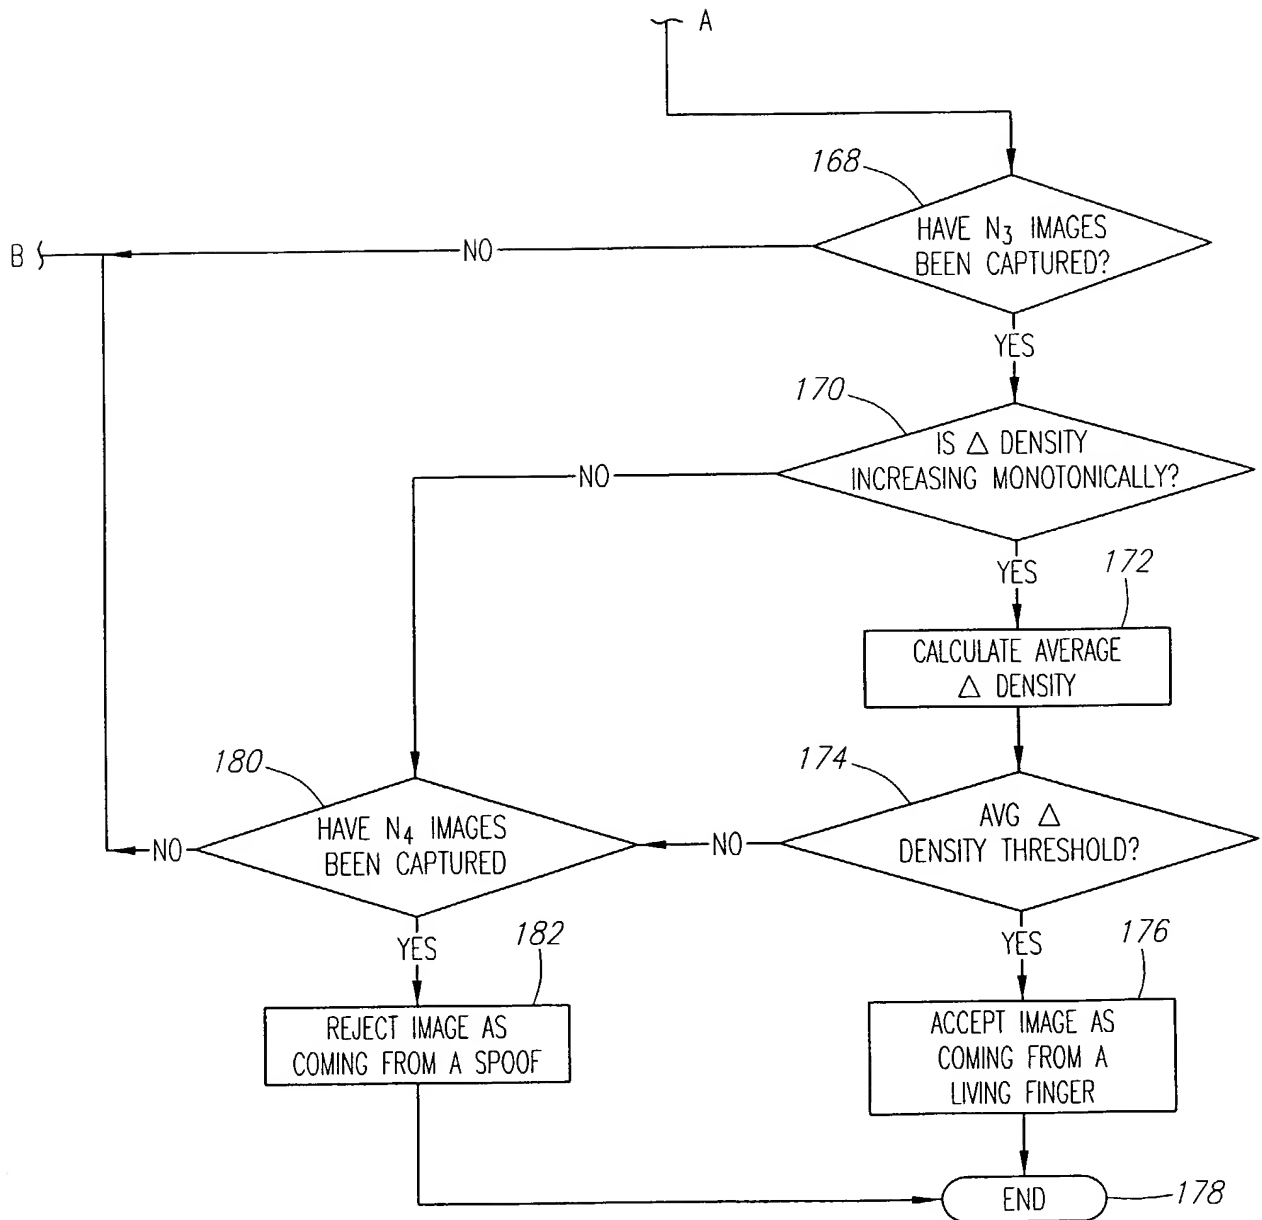 A
168
HAVE N₃ IMAGES
BEEN CAPTURED?
B
NO
YES
170
IS △ DENSITY
INCREASING MONOTONICALLY?
NO
YES
172
CALCULATE AVERAGE
△ DENSITY
180
HAVE N₄ IMAGES
BEEN CAPTURED
174
AVG △
DENSITY THRESHOLD?
NO
NO
YES
182
REJECT IMAGE AS
COMING FROM A SPOOF
YES
176
ACCEPT IMAGE AS
COMING FROM A
LIVING FINGER
END
178